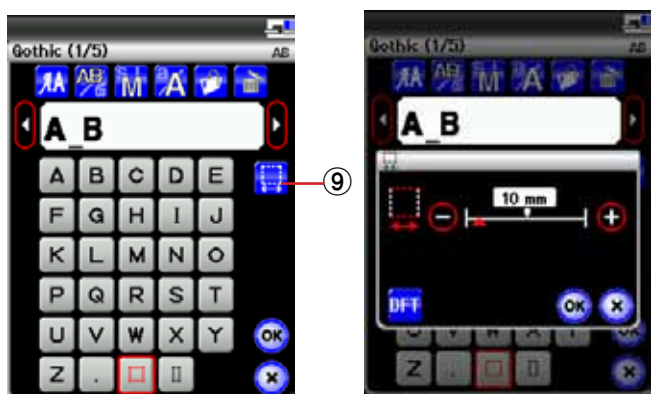 Gothic (1/5) AB
A_B
A B C D E
F G H I J
K L M N O
P Q R S T
U V W X Y OK
Z .
9
Gothic (1/5) AB
A_B
10 mm
DFT OK
U V W X Y
Z .